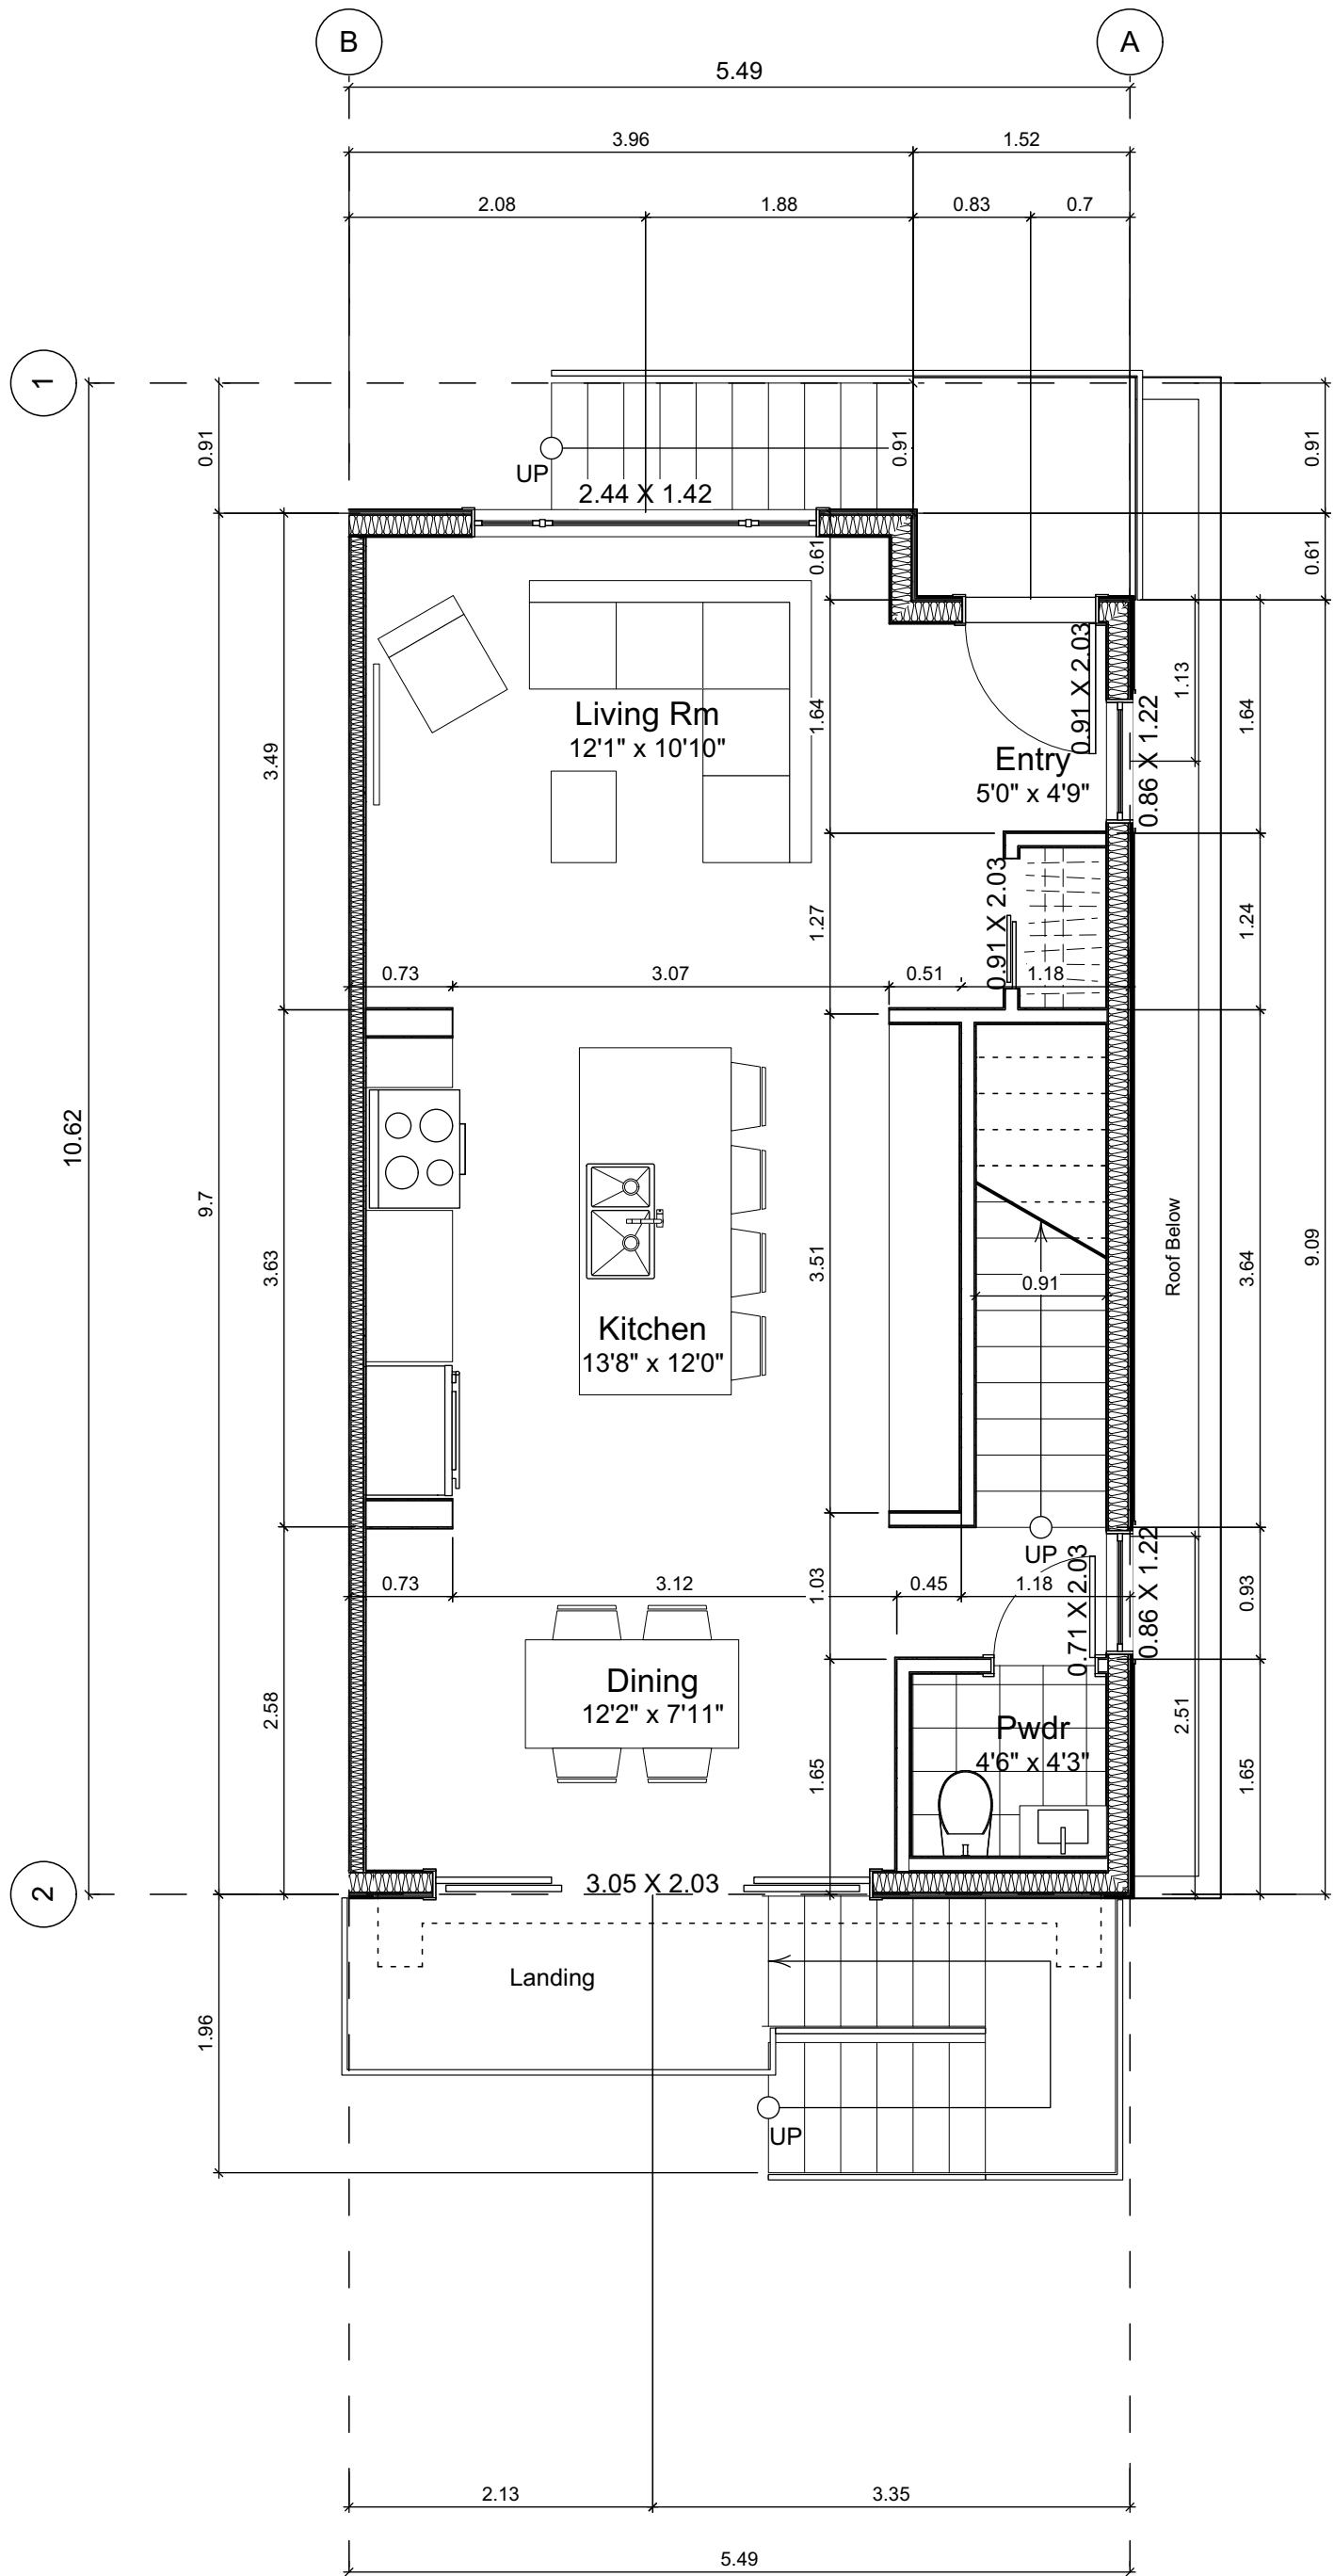 B
A
5.49
3.96
1.52
2.08
1.88
0.83
0.7
1
0.91
0.91
0.91
UP
2.44 X 1.42
0.61
0.61
0.91 X 2.03
1.13
Living Rm
12'1" x 10'10"
1.64
1.64
Entry
5'0" x 4'9"
0.86 X 1.22
3.49
0.91 X 2.03
1.27
1.24
0.73
3.07
0.51
1.18
10.62
9.7
3.63
3.51
Roof Below
3.64
9.09
0.91
Kitchen
13'8" x 12'0"
UP
0.73
3.12
0.45
1.18
1.03
0.71 X 2.03
0.86 X 1.22
0.93
Dining
12'2" x 7'11"
2.58
Pwdr
4'6" x 4'3"
2.51
1.65
1.65
2
3.05 X 2.03
Landing
1.96
UP
2.13
3.35
5.49